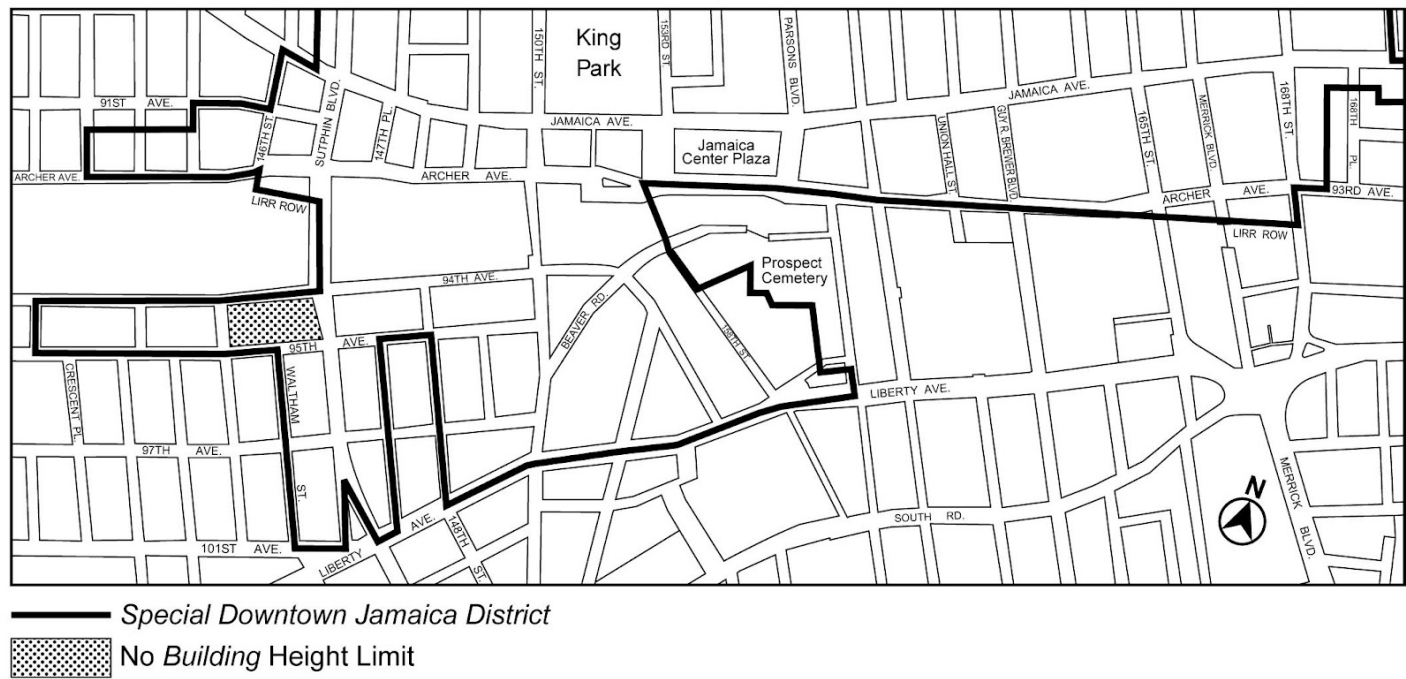 150TH ST.
King
Park
153RD ST.
PARSONS BLVD.
91ST AVE.
146TH ST.
SUTPHIN BLVD.
147TH PL.
JAMAICA AVE.
JAMAICA AVE.
Jamaica
Center Plaza
UNION HALL ST.
GUY R. BREWER BLVD.
165TH ST.
MERRICK BLVD.
168TH ST.
168TH PL.
ARCHER AVE.
ARCHER AVE.
ARCHER AVE.
93RD AVE.
LIRR ROW
LIRR ROW
94TH AVE.
Prospect
Cemetery
BEAVER RD.
158TH ST.
95TH AVE.
CRESCENT PL.
WALTHAM ST.
LIBERTY AVE.
97TH AVE.
MERRICK BLVD.
N
SOUTH RD.
101ST AVE.
LIBERTY AVE.
148TH ST.
Special Downtown Jamaica District
No Building Height Limit